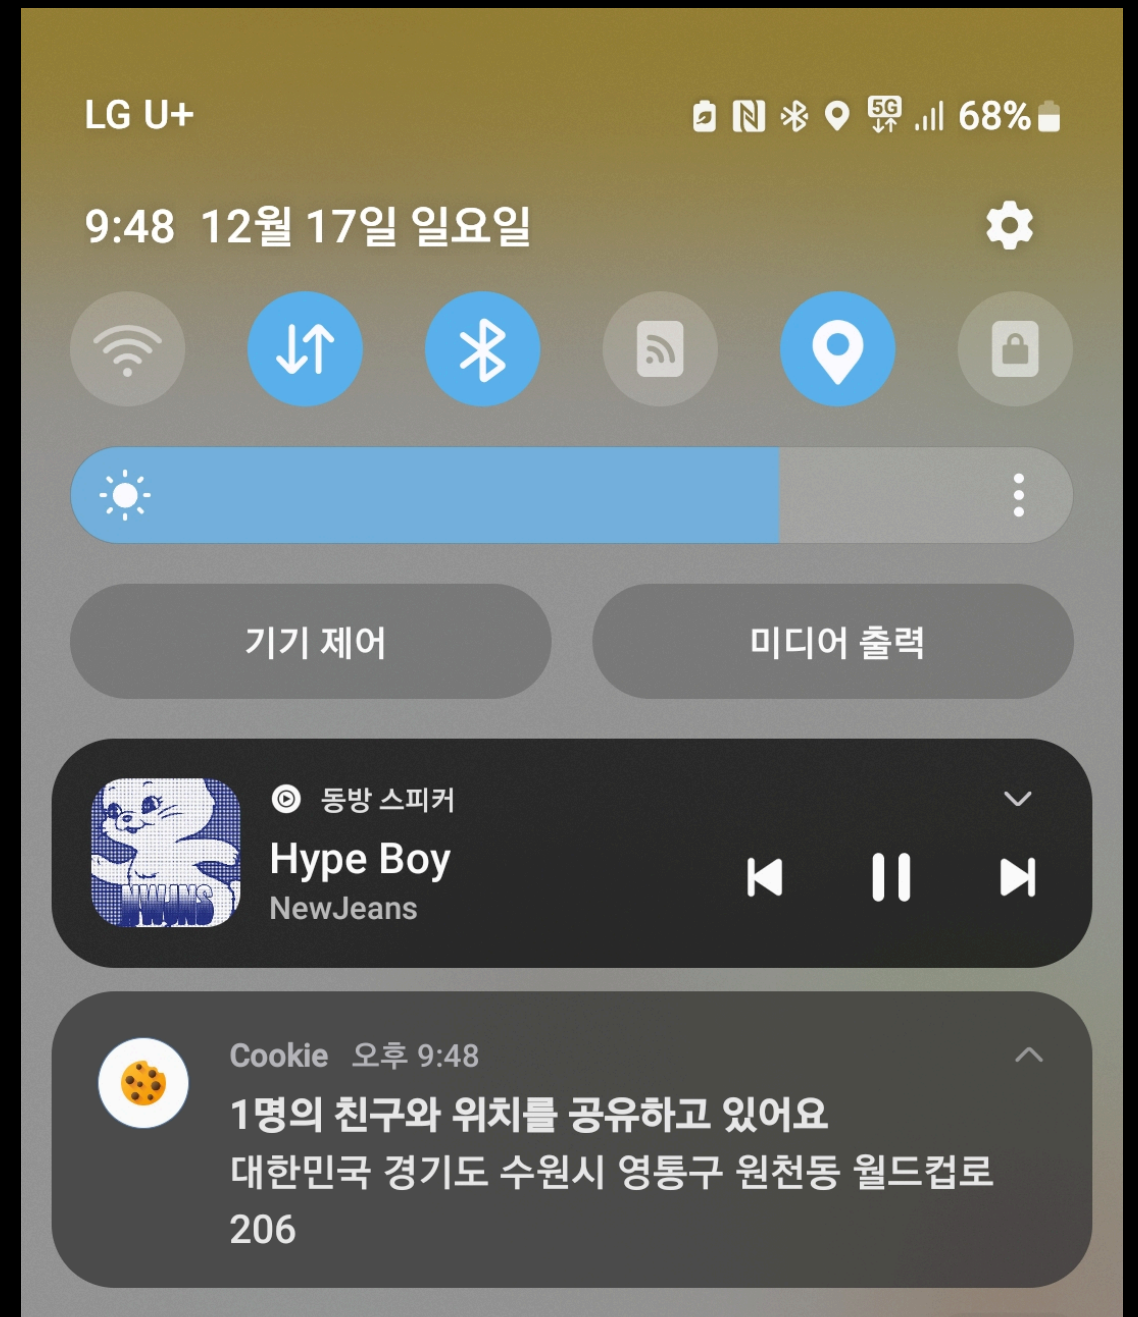 LG U+
5G
68%
9:48 12월 17일 일요일
기기 제어
미디어 출력
동방 스피커
Hype Boy
NewJeans
NWJNS
Cookie 오후 9:48
1명의 친구와 위치를 공유하고 있어요
대한민국 경기도 수원시 영통구 원천동 월드컵로
206